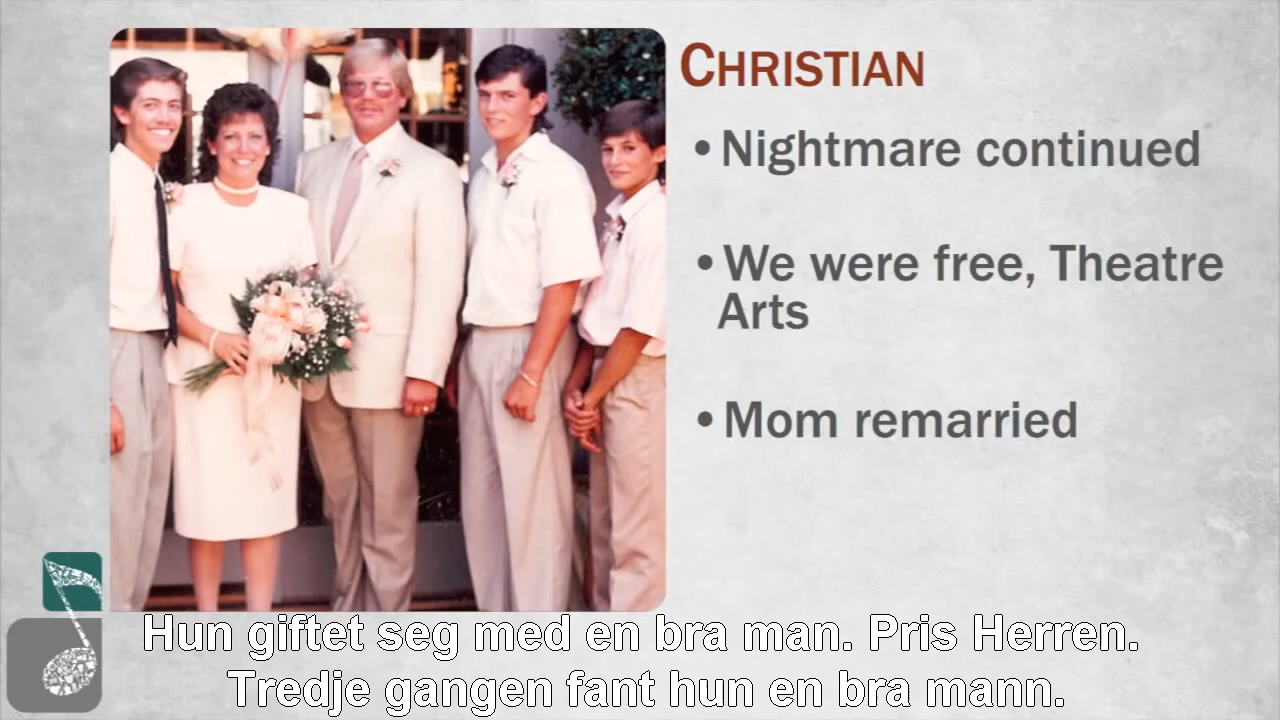 CHRISTIAN
• Nightmare continued
• We were free, Theatre
Arts
• Mom remarried
Hun giftet seg med en bra man. Pris Herren.
Tredje gangen fant hun en bra mann.